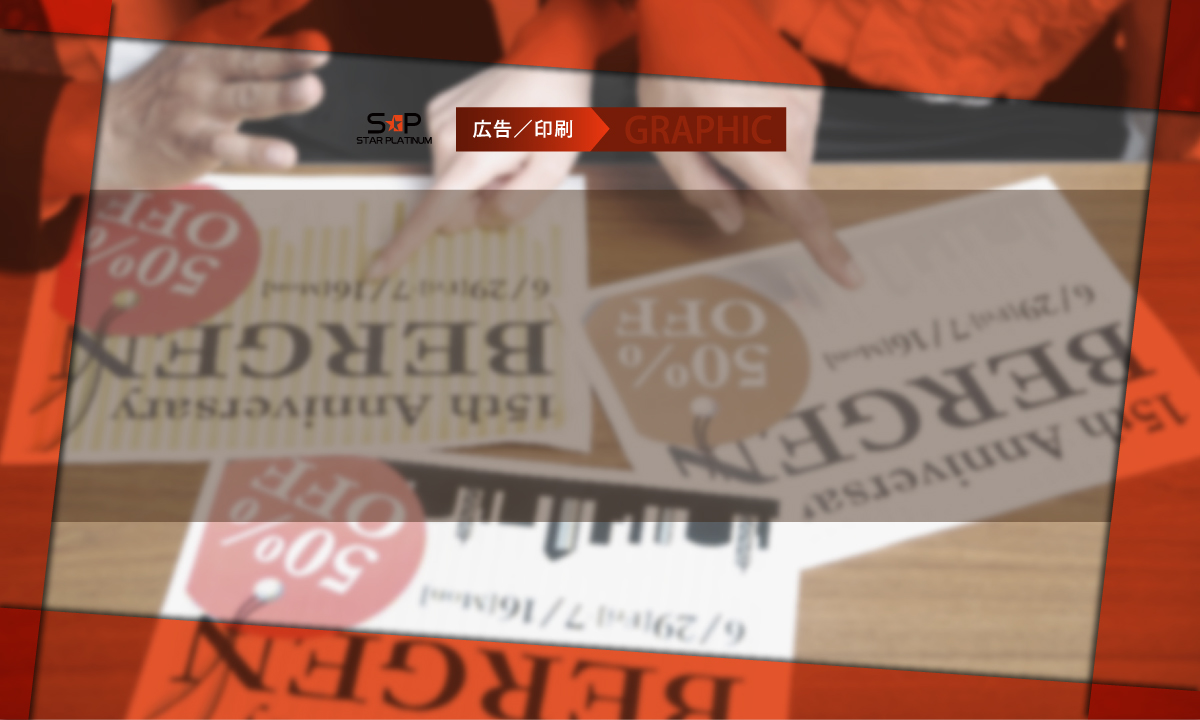 S★P
STAR PLATINUM
広告／印刷
GRAPHIC
50%
OFF
6/29[Fri] 7/16[Mon]
BERGEN
15th Anniversary
50%
OFF
6/29[Fri] 7/16[Mon]
BERGEN
15th Anniversa
50%
OFF
6/29[Fri] 7/16[Mon]
BERGEN